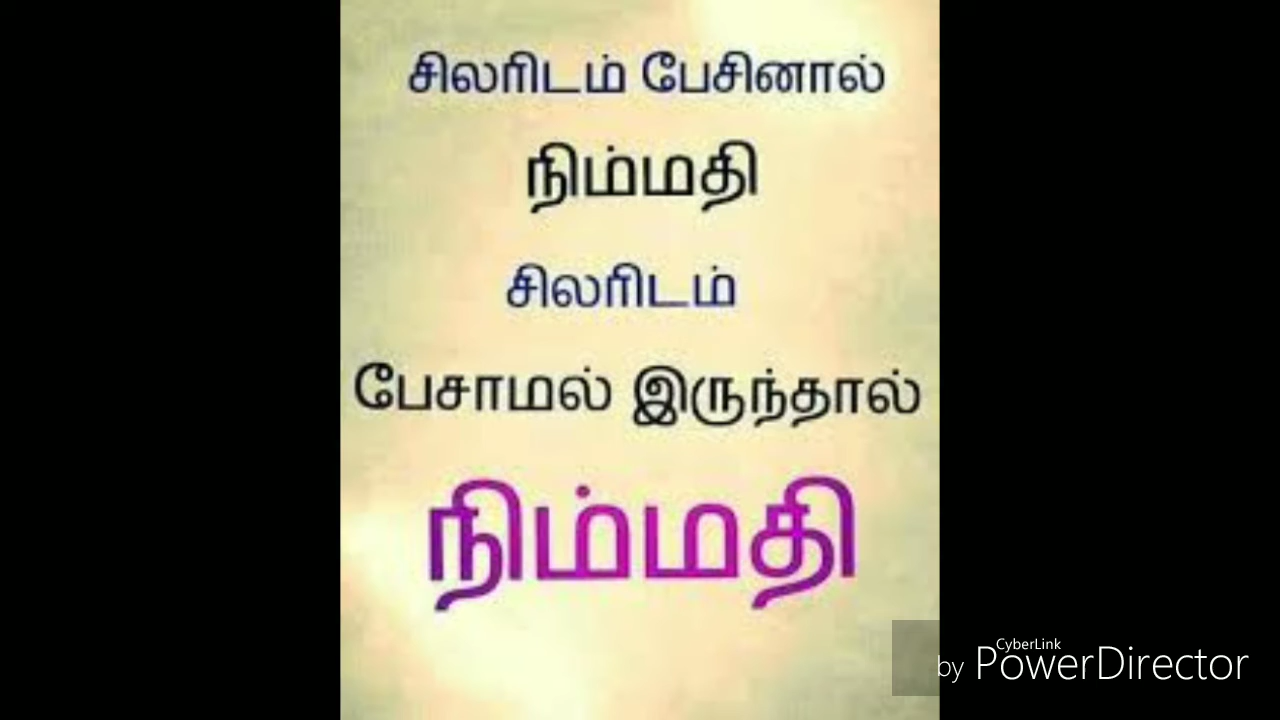 சிலரிடம் பேசினால்
நிம்மதி
சிலரிடம்
பேசாமல் இருந்தால்
நிம்மதி
CyberLink
by PowerDirector